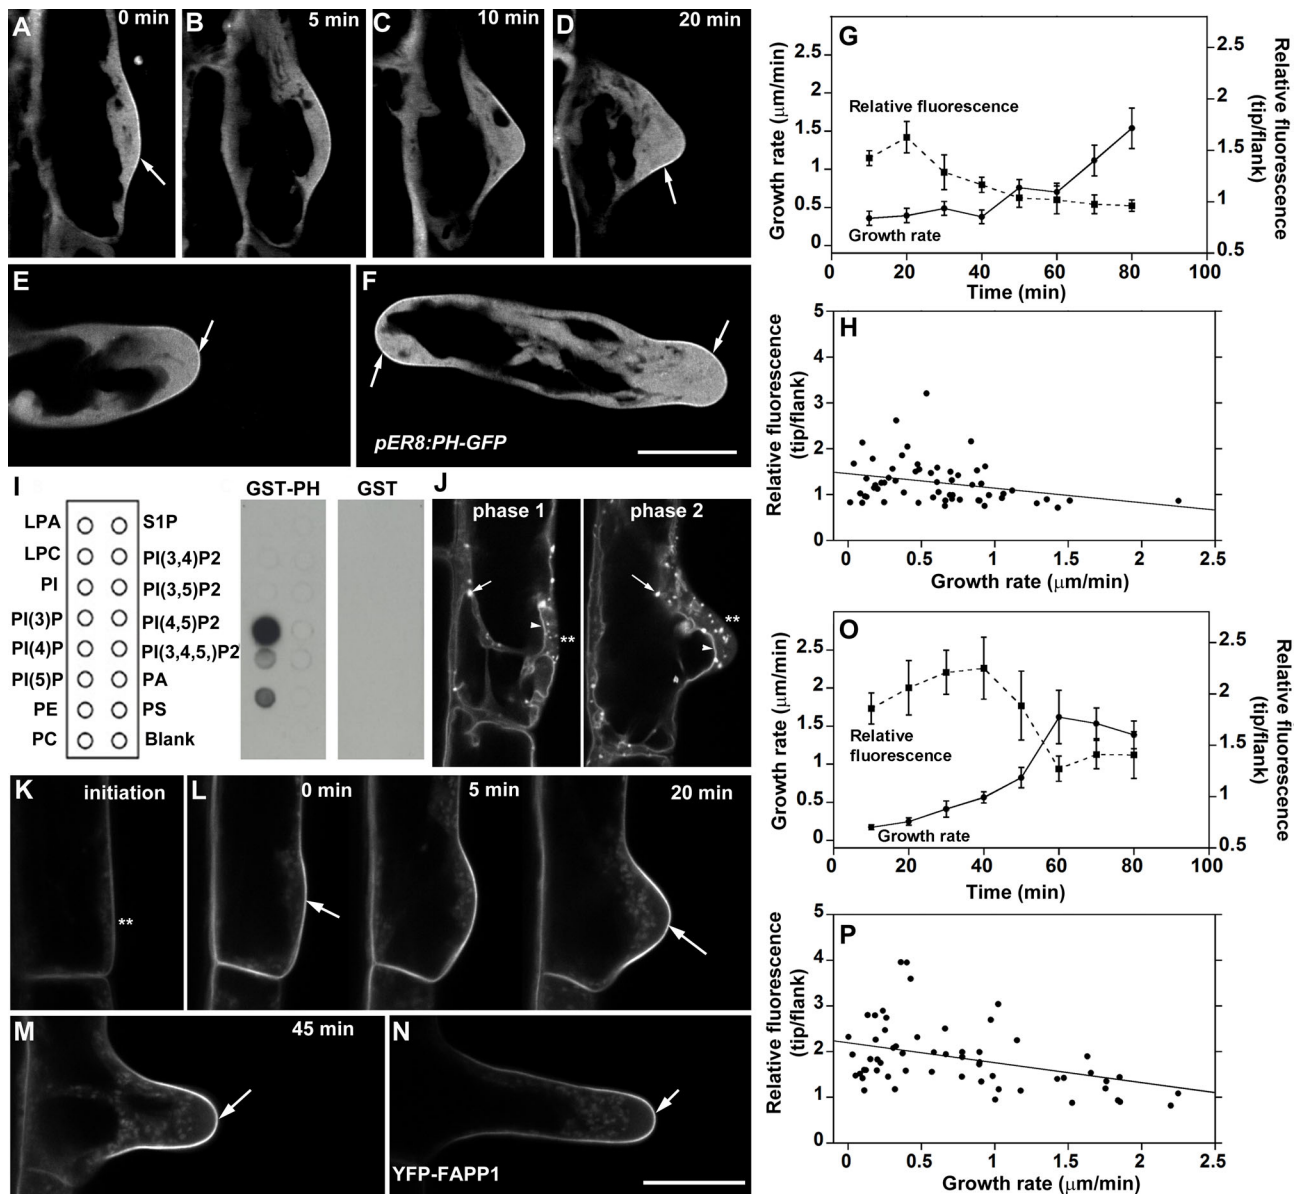 A 0 min
B 5 min
C 10 min
D 20 min
E
F
pER8:PH-GFP
G
Relative fluorescence
Growth rate
Growth rate (μm/min)
2.5
2
1.5
1
0.5
0
Relative fluorescence
(tip/flank)
2.5
2
1.5
1
0.5
0 20 40 60 80 100
Time (min)
H
Relative fluorescence
(tip/flank)
5
4
3
2
1
0
0 0.5 1 1.5 2 2.5
Growth rate (μm/min)
I
GST-PH GST
LPA S1P
LPC PI(3,4)P2
PI PI(3,5)P2
PI(3)P PI(4,5)P2
PI(4)P PI(3,4,5,)P2
PI(5)P PA
PE PS
PC Blank
J
phase 1 phase 2
**
**
K initiation
**
L 0 min 5 min 20 min
M 45 min
N
YFP-FAPP1
O
Growth rate (μm/min)
2.5
2
1.5
1
0.5
0
Relative
fluorescence
Growth rate
Relative fluorescence
(tip/flank)
2.5
2
1.5
1
0.5
0 20 40 60 80 100
Time (min)
P
Relative fluorescence
(tip/flank)
5
4
3
2
1
0
0 0.5 1 1.5 2 2.5
Growth rate (μm/min)